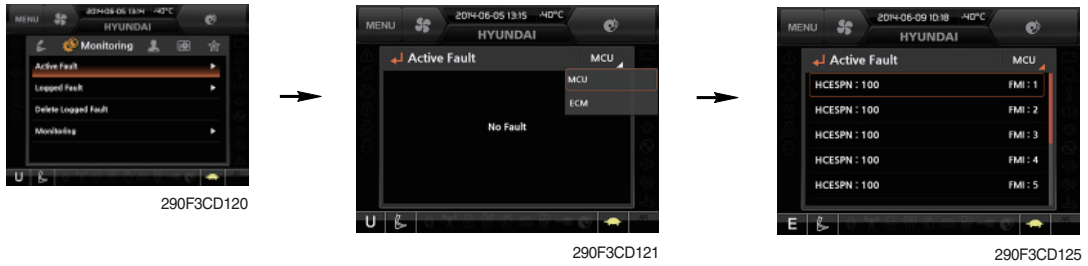 MENU
2014-06-05 13:14 -40°C
HYUNDAI
Monitoring
Active Fault
Logged Fault
Delete Logged Fault
Monitoring
U
290F3CD120
MENU
2014-06-05 13:15 -40°C
HYUNDAI
Active Fault MCU
MCU
ECM
No Fault
U
290F3CD121
MENU
2014-06-09 10:18 -40°C
HYUNDAI
Active Fault MCU
HCESPN : 100 FMI : 1
HCESPN : 100 FMI : 2
HCESPN : 100 FMI : 3
HCESPN : 100 FMI : 4
HCESPN : 100 FMI : 5
E
290F3CD125